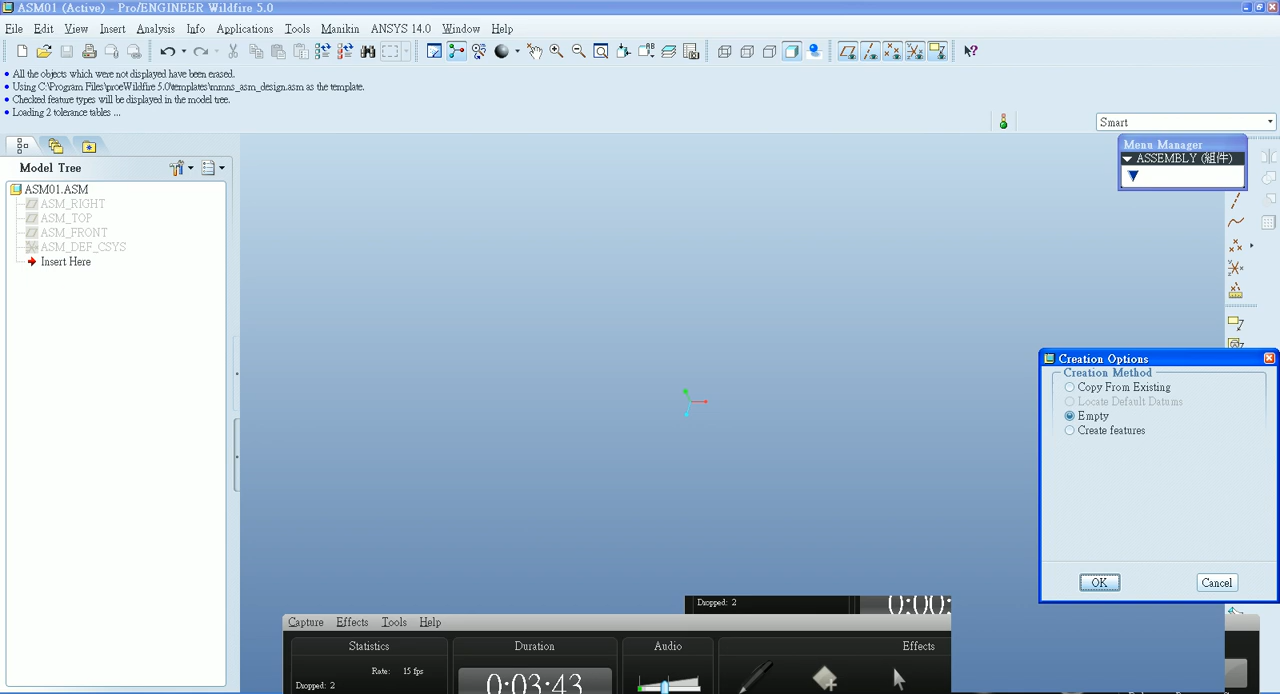 ASM01 (Active) - Pro/ENGINEER Wildfire 5.0
File Edit View Insert Analysis Info Applications Tools Manikin ANSYS 14.0 Window Help
• All the objects which were not displayed have been erased.
• Using C:\Program Files\proeWildfire 5.0\templates\mmns_asm_design.asm as the template.
• Checked feature types will be displayed in the model tree.
• Loading 2 tolerance tables ...
Smart
Menu Manager
ASSEMBLY (組件)
Model Tree
ASM01.ASM
ASM_RIGHT
ASM_TOP
ASM_FRONT
ASM_DEF_CSYS
Insert Here
Creation Options
Creation Method
Copy From Existing
Locate Default Datums
Empty
Create features
OK Cancel
Dropped: 2 0:00:
Capture Effects Tools Help
Statistics Duration Audio Effects
Rate: 15 fps
Dropped: 2
0:03:43